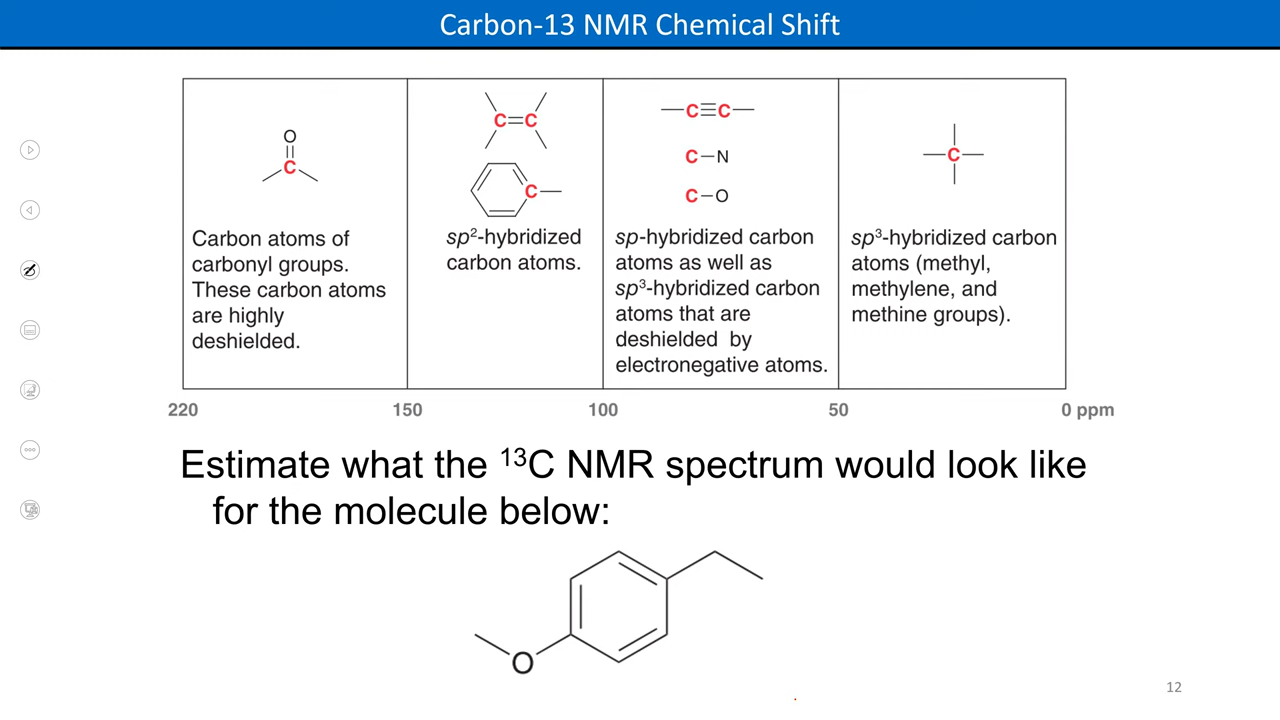 Carbon-13 NMR Chemical Shift
O
C
C=C
C
C≡C
C–N
C–O
C
Carbon atoms of
carbonyl groups.
These carbon atoms
are highly
deshielded.
sp²-hybridized
carbon atoms.
sp-hybridized carbon
atoms as well as
sp³-hybridized carbon
atoms that are
deshielded by
electronegative atoms.
sp³-hybridized carbon
atoms (methyl,
methylene, and
methine groups).
220 150 100 50 0 ppm
Estimate what the ¹³C NMR spectrum would look like
for the molecule below:
O
12